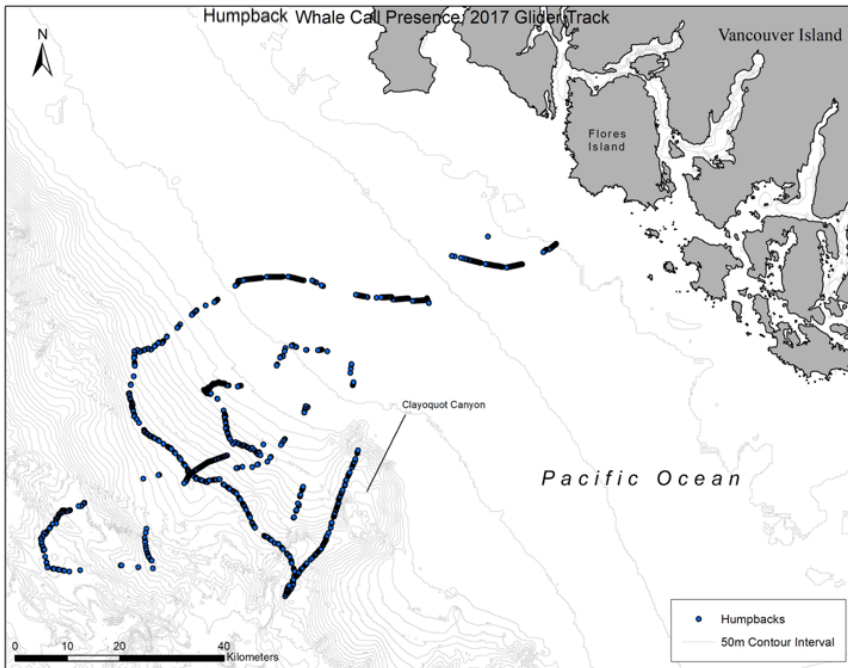 Humpback Whale Call Presence, 2017 Glider Track
N
Vancouver Island
Flores
Island
Clayoquot Canyon
Pacific Ocean
Humpbacks
50m Contour Interval
0 10 20 40
Kilometers